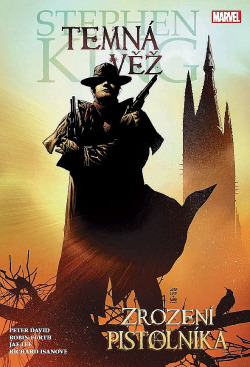 STEPHEN
KING
TEMNÁ
VĚŽ
MARVEL
PETER DAVID
ROBIN FURTH
JAE LEE
RICHARD ISANOVE
ZROZENÍ
PISTOLNÍKA